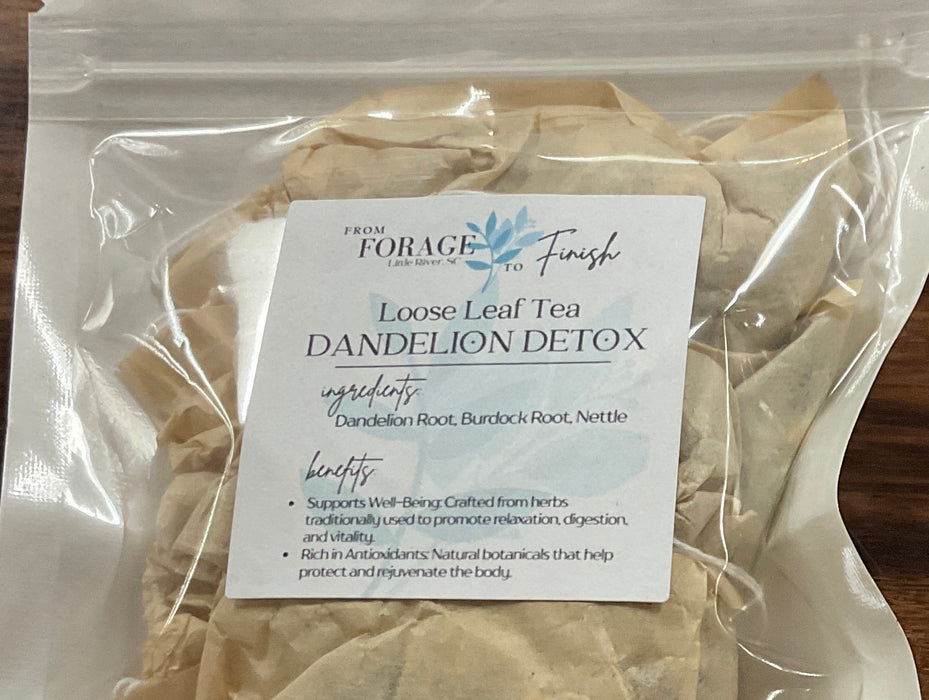 FROM
FORAGE
Little River, SC
TO Finish
Loose Leaf Tea
DANDELION DETOX
ingredients:
Dandelion Root, Burdock Root, Nettle
benefits:
• Supports Well-Being: Crafted from herbs
traditionally used to promote relaxation, digestion,
and vitality.
• Rich in Antioxidants: Natural botanicals that help
protect and rejuvenate the body.